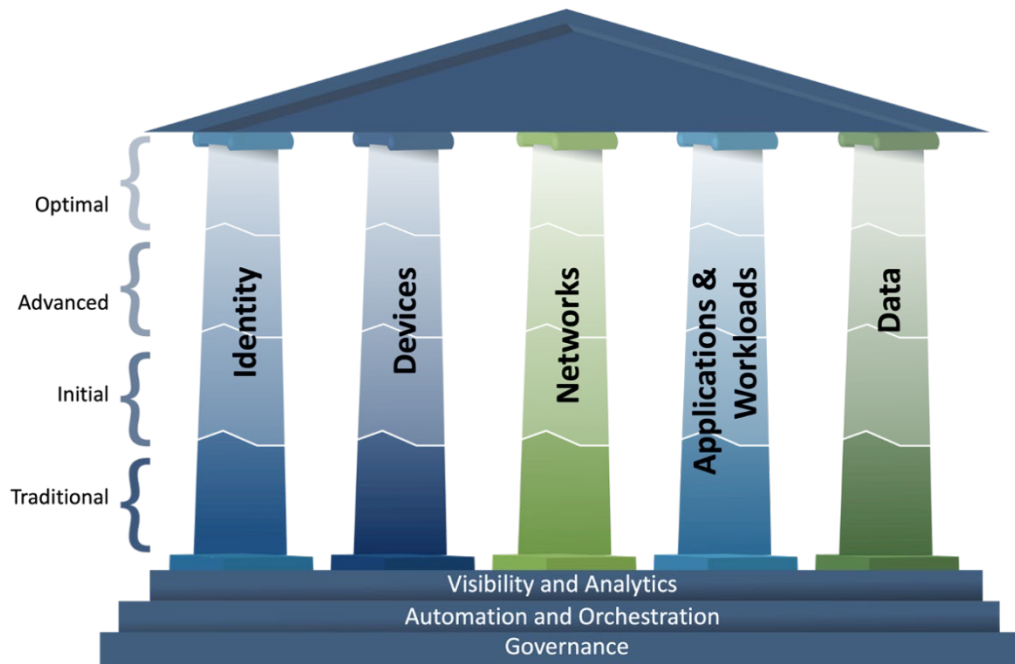 Optimal
Advanced
Initial
Traditional
Identity
Devices
Networks
Applications &
Workloads
Data
Visibility and Analytics
Automation and Orchestration
Governance